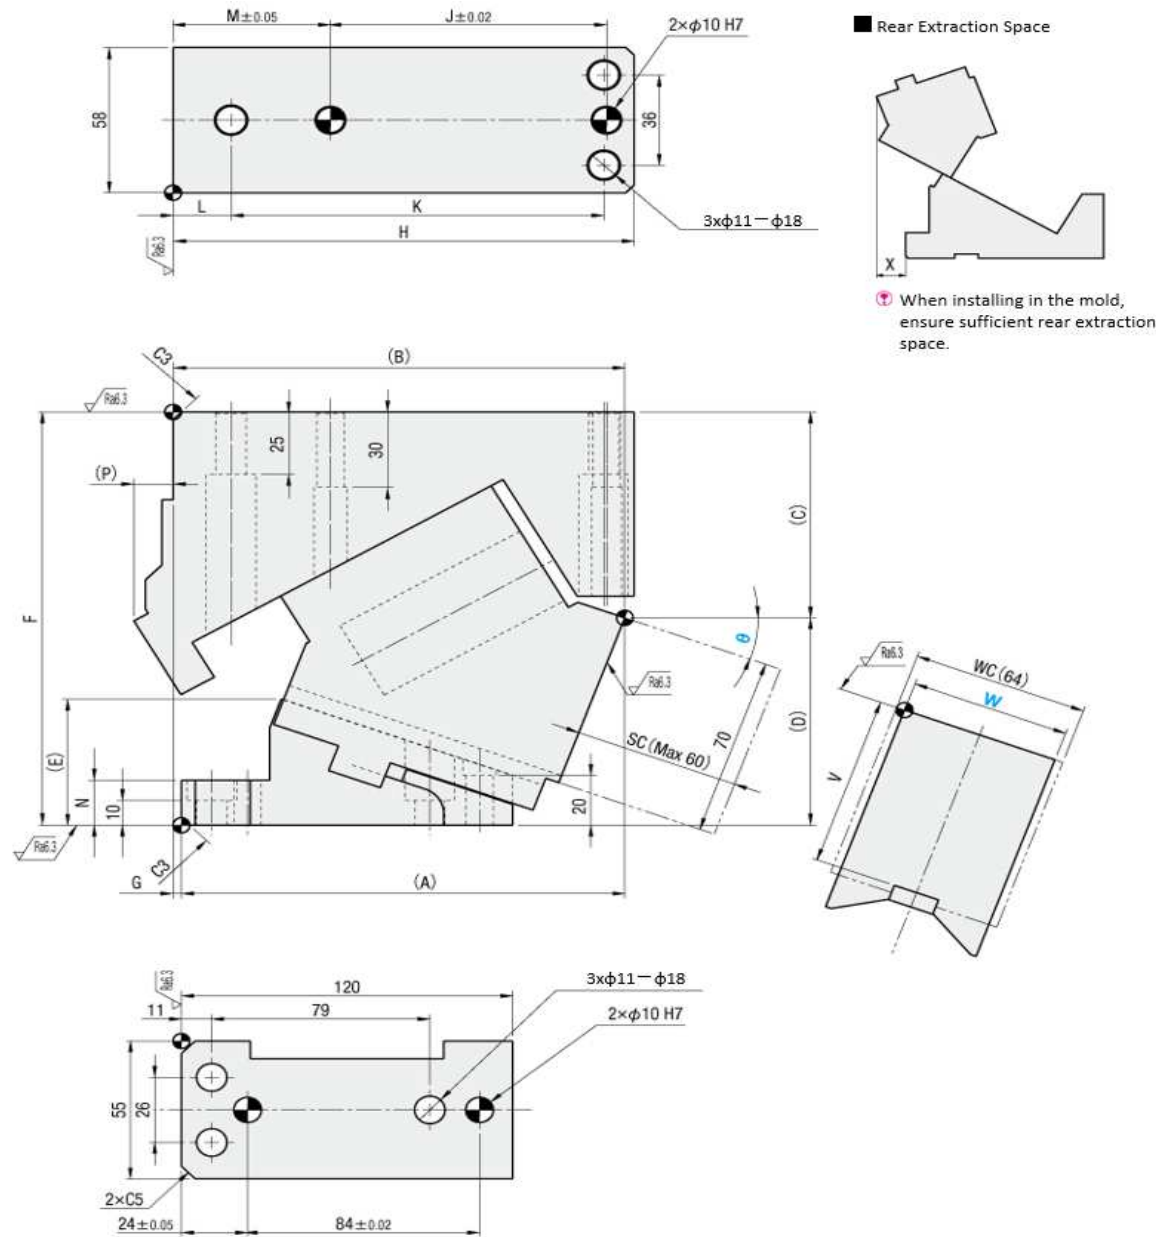 M±0.05
J±0.02
2×φ10 H7
58
36
L
K
3xφ11－φ18
H
Ra6.3
■ Rear Extraction Space
X
When installing in the mold,
ensure sufficient rear extraction
space.
C3
(B)
Ra6.3
25
30
(P)
(C)
F
θ
Ra6.3
(D)
SC (Max 60)
70
(E)
N
10
20
Ra6.3
C3
G
(A)
Ra6.3
WC (64)
W
V
Ra6.3
120
11
79
3xφ11－φ18
2×φ10 H7
55
26
2×C5
24±0.05
84±0.02